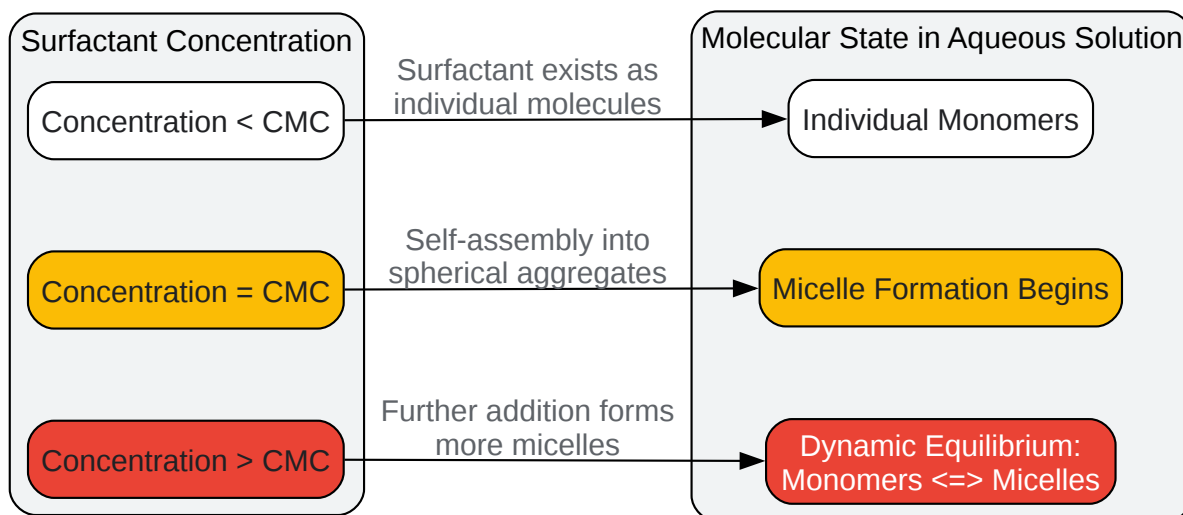 Surfactant Concentration
Molecular State in Aqueous Solution
Concentration < CMC
Surfactant exists as
individual molecules
Individual Monomers
Concentration = CMC
Self-assembly into
spherical aggregates
Micelle Formation Begins
Concentration > CMC
Further addition forms
more micelles
Dynamic Equilibrium:
Monomers <=> Micelles